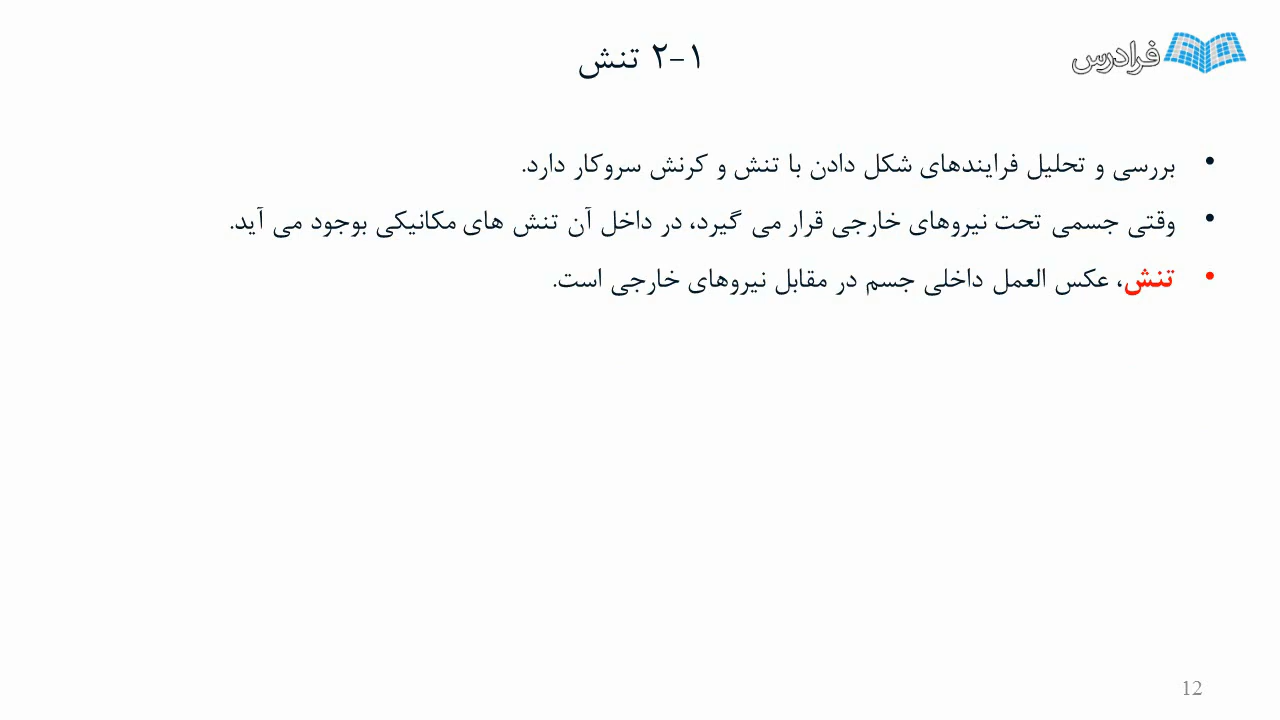 فرادرس
۲-۱ تنش
• بررسی و تحلیل فرایندهای شکل دادن با تنش و کرنش سروکار دارد.
• وقتی جسمی تحت نیروهای خارجی قرار می گیرد، در داخل آن تنش های مکانیکی بوجود می آید.
• تنش، عکس العمل داخلی جسم در مقابل نیروهای خارجی است.
12